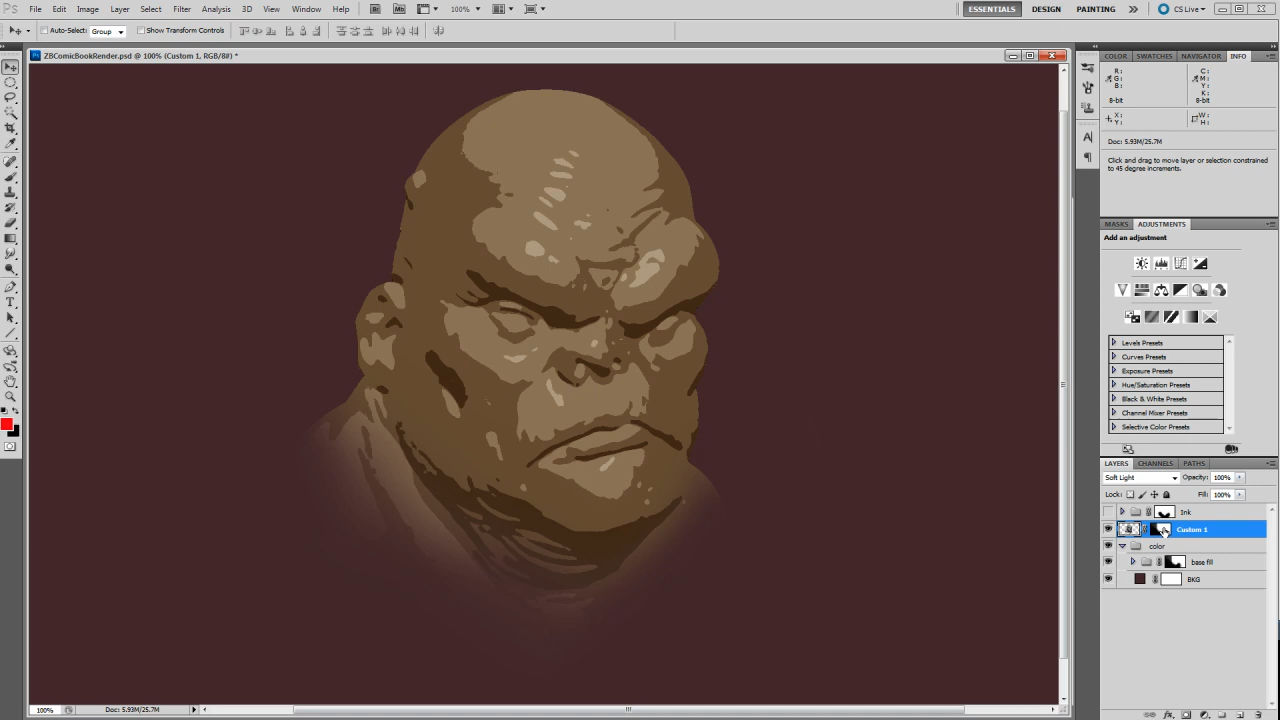 Ps File Edit Image Layer Select Filter Analysis 3D View Window Help Br Mb 100% ESSENTIALS DESIGN PAINTING CS Live
Auto-Select: Group Show Transform Controls
ZBComicBookRender.psd @ 100% (Custom 1, RGB/8#) *
COLOR SWATCHES NAVIGATOR INFO
R: C:
G: M:
B: Y:
K:
8-bit 8-bit
X: W:
Y: H:
Doc: 5.93M/25.7M
Click and drag to move layer or selection constrained
to 45 degree increments.
MASKS ADJUSTMENTS
Add an adjustment
Levels Presets
Curves Presets
Exposure Presets
Hue/Saturation Presets
Black & White Presets
Channel Mixer Presets
Selective Color Presets
LAYERS CHANNELS PATHS
Soft Light Opacity: 100%
Lock: Fill: 100%
Ink
Custom 1
color
base fill
BKG
100% Doc: 5.93M/25.7M